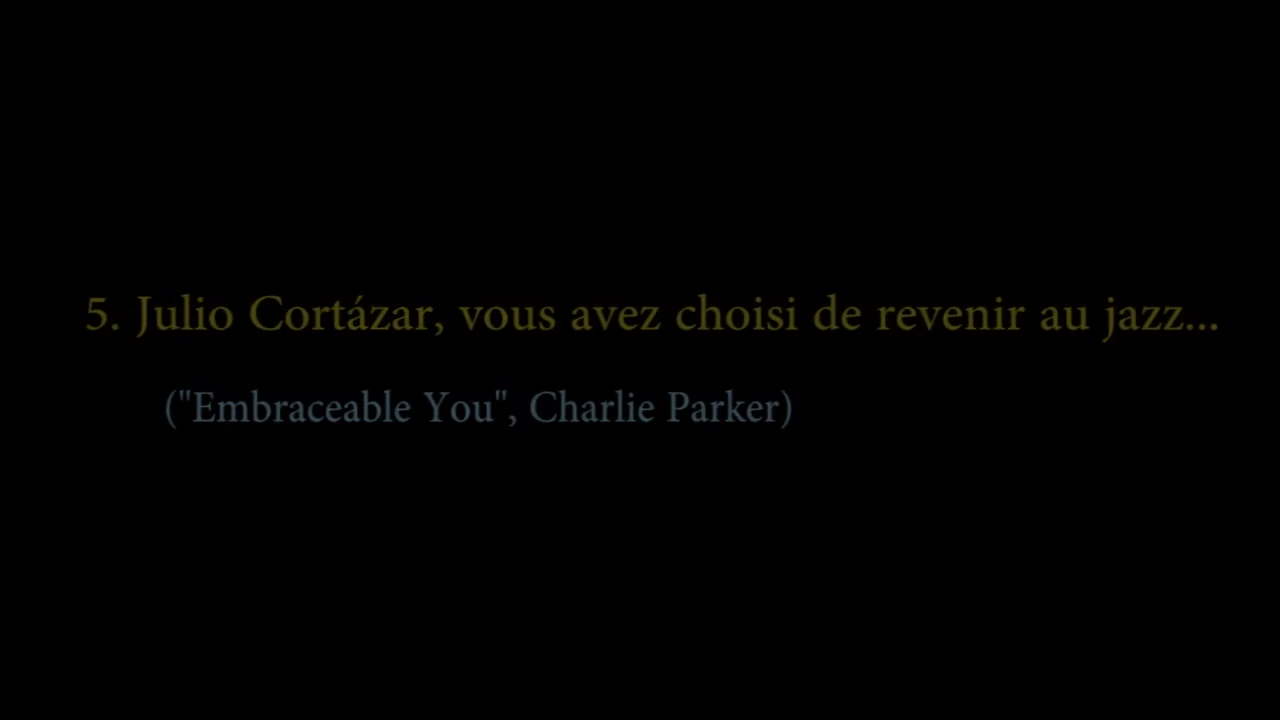 5. Julio Cortázar, vous avez choisi de revenir au jazz...
("Embraceable You", Charlie Parker)